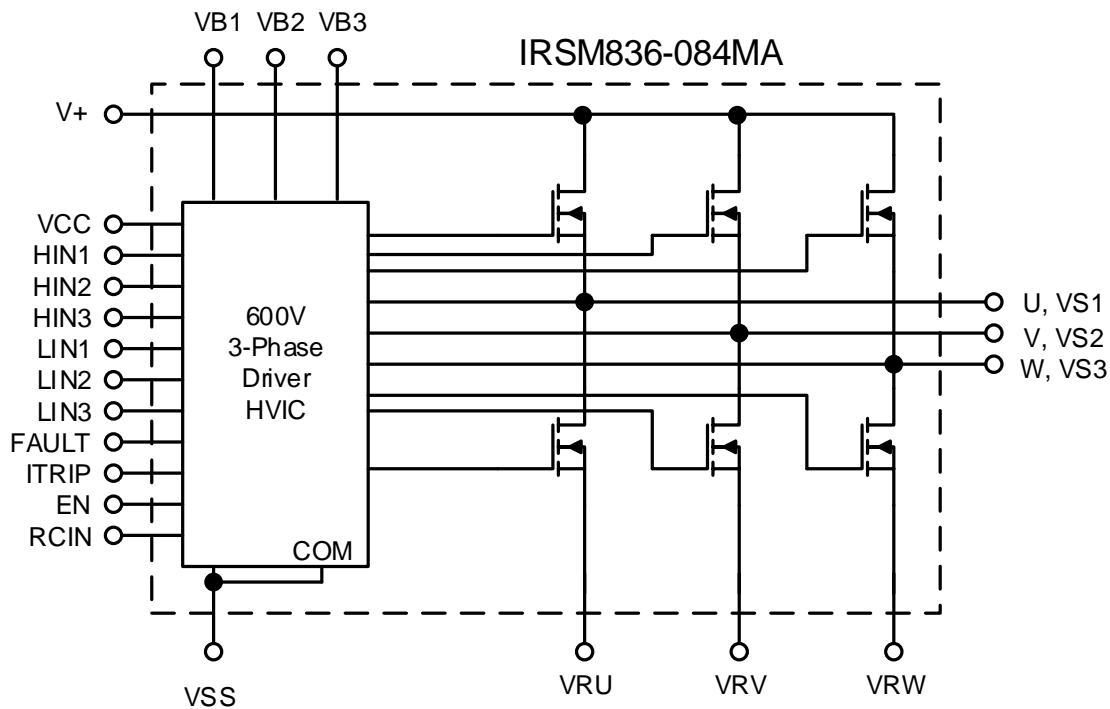 VB1 VB2 VB3
IRSM836-084MA
V+
VCC
HIN1
HIN2
HIN3
LIN1
LIN2
LIN3
FAULT
ITRIP
EN
RCIN
600V
3-Phase
Driver
HVIC
COM
U, VS1
V, VS2
W, VS3
VSS
VRU VRV VRW